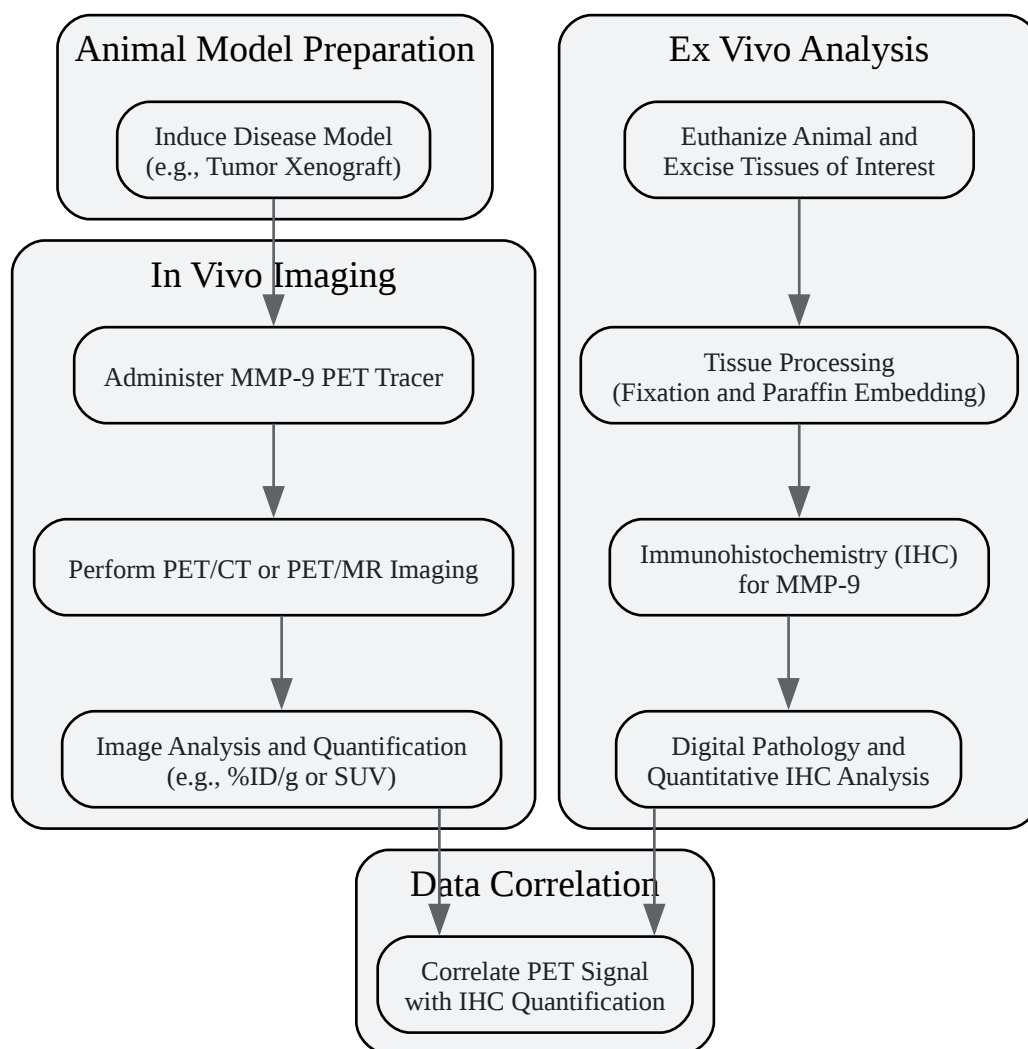 Animal Model Preparation
Induce Disease Model
(e.g., Tumor Xenograft)
In Vivo Imaging
Administer MMP-9 PET Tracer
Perform PET/CT or PET/MR Imaging
Image Analysis and Quantification
(e.g., %ID/g or SUV)
Ex Vivo Analysis
Euthanize Animal and
Excise Tissues of Interest
Tissue Processing
(Fixation and Paraffin Embedding)
Immunohistochemistry (IHC)
for MMP-9
Digital Pathology and
Quantitative IHC Analysis
Data Correlation
Correlate PET Signal
with IHC Quantification